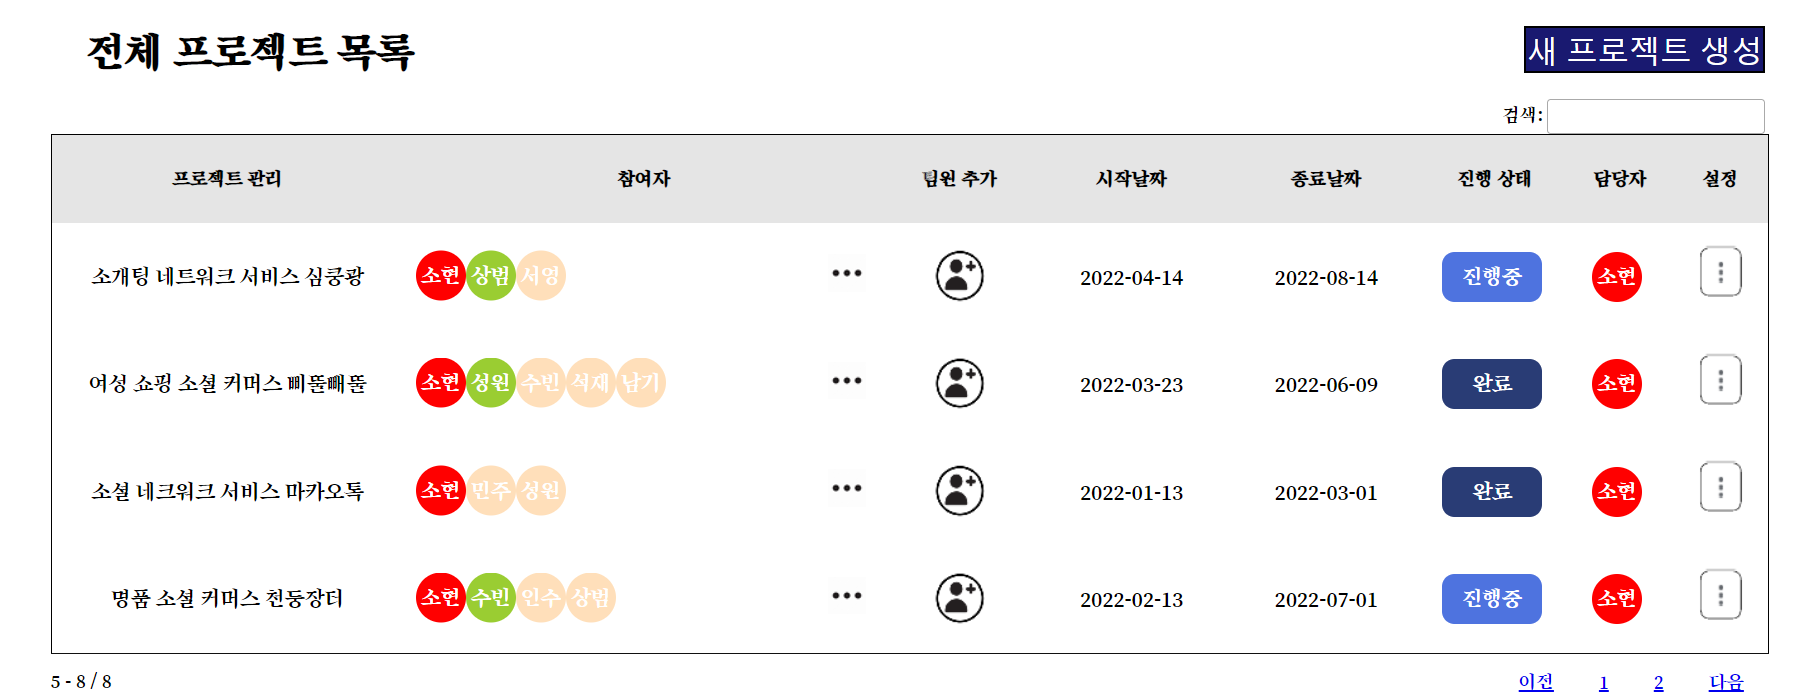 전체 프로젝트 목록
새 프로젝트 생성
검색:
프로젝트 관리 참여자 팀원 추가 시작날짜 종료날짜 진행 상태 담당자 설정
소개팅 네트워크 서비스 심쿵팡 소현 상범 서영 2022-04-14 2022-08-14 진행중 소현
여성 쇼핑 소셜 커머스 삐뚤빼뚤 소현 성원 수빈 석재 남기 2022-03-23 2022-06-09 완료 소현
소셜 네크워크 서비스 마카오톡 소현 민주 성원 2022-01-13 2022-03-01 완료 소현
명품 소셜 커머스 천둥장터 소현 수빈 인수 상범 2022-02-13 2022-07-01 진행중 소현
5 - 8 / 8 이전 1 2 다음